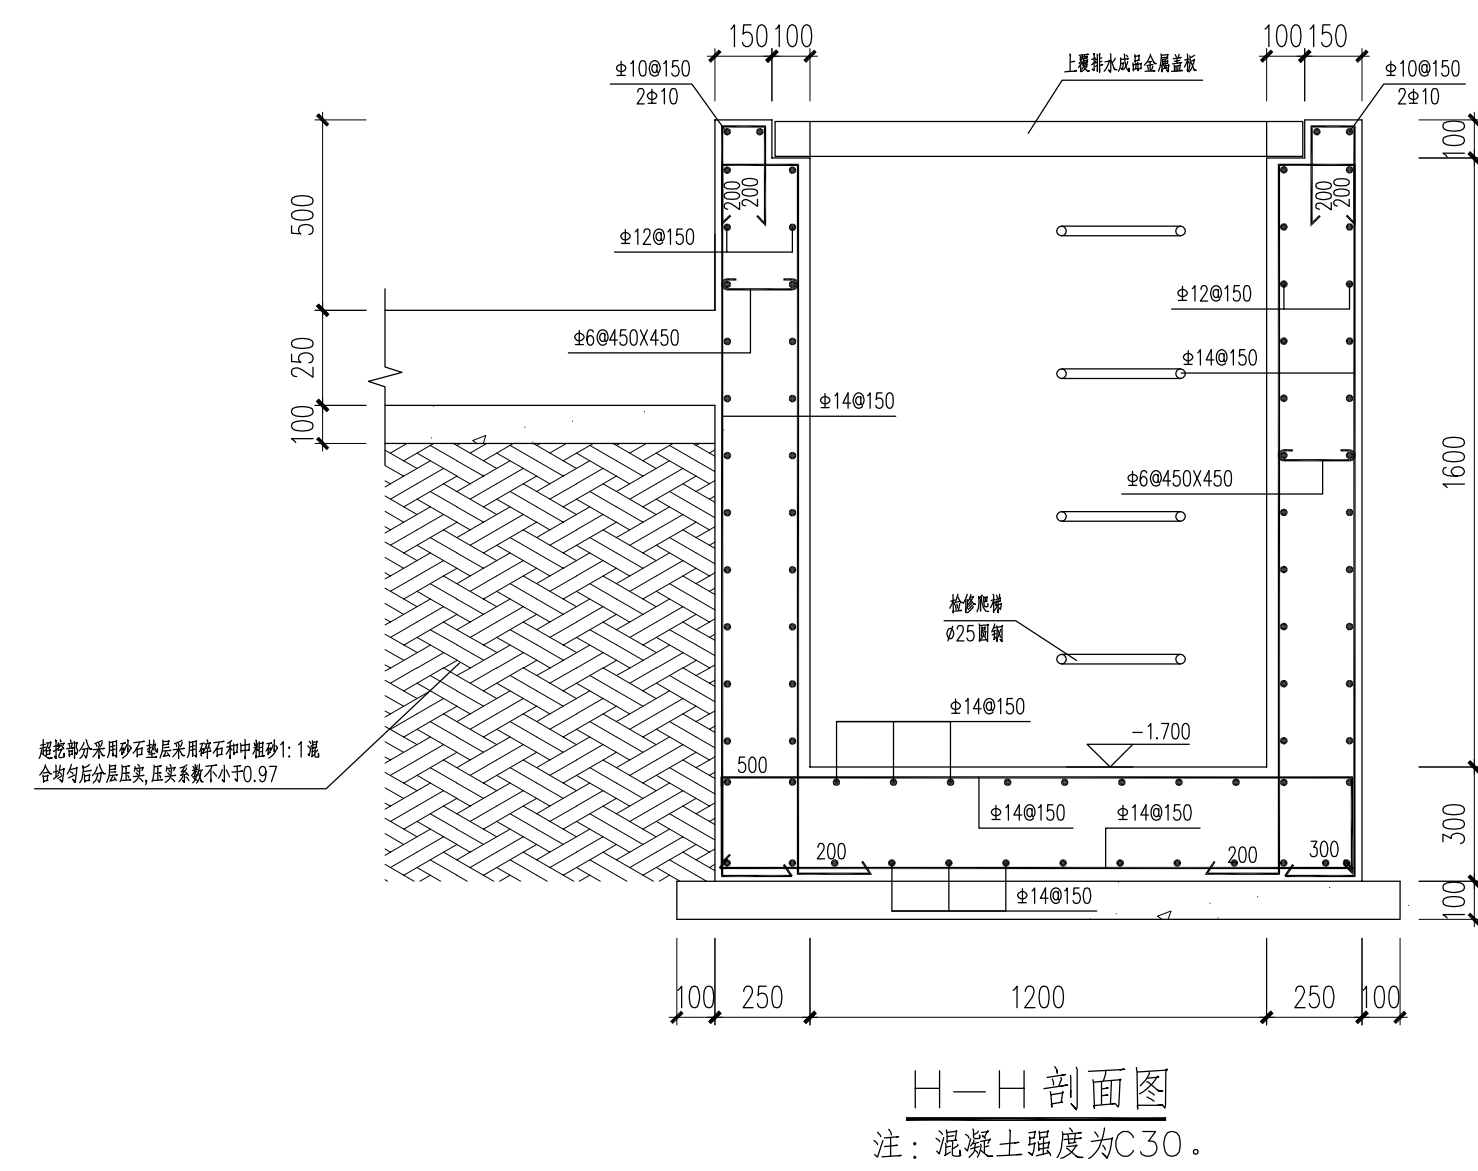 150 100
100 150
Φ10@150
2Φ10
上覆排水成品金属盖板
Φ10@150
2Φ10
100
500
200
200
200
200
Φ12@150
Φ12@150
250
Φ6@450X450
Φ14@150
100
Φ14@150
1600
Φ6@450X450
检修爬梯
ø25圆钢
Φ14@150
-1.700
超挖部分采用砂石垫层采用碎石和中粗砂1:1混
合均匀后分层压实,压实系数不小于0.97
500
Φ14@150
Φ14@150
300
200
200
300
Φ14@150
100
100 250 1200 250 100
H-H 剖面图
注:混凝土强度为C30。